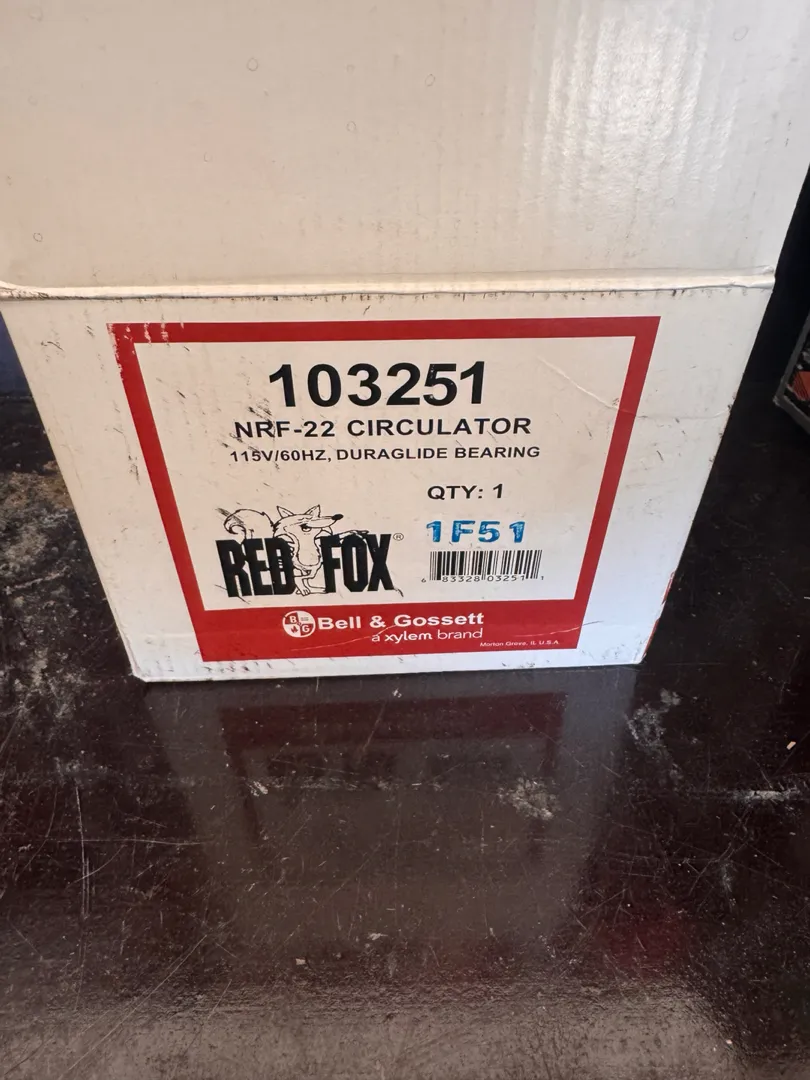 103251
NRF-22 CIRCULATOR
115V/60HZ, DURAGLIDE BEARING
QTY: 1
1F51
RED FOX®
6 83328 03251 1
B G
Bell & Gossett
a xylem brand
Morton Grove, IL U.S.A.